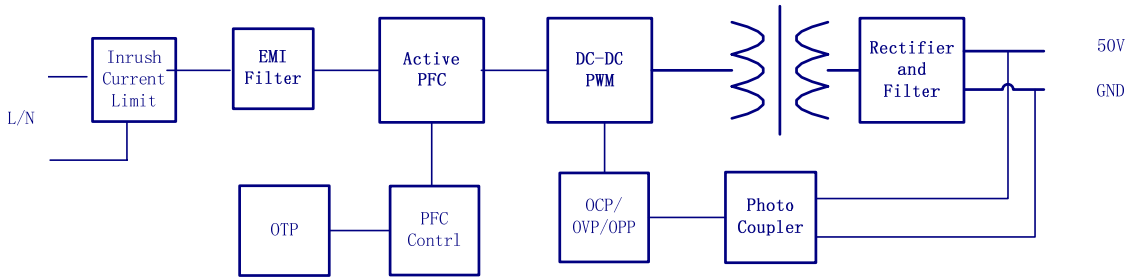 L/N
Inrush
Current
Limit
EMI
Filter
Active
PFC
DC-DC
PWM
Rectifier
and
Filter
50V
GND
OTP
PFC
Contrl
OCP/
OVP/OPP
Photo
Coupler